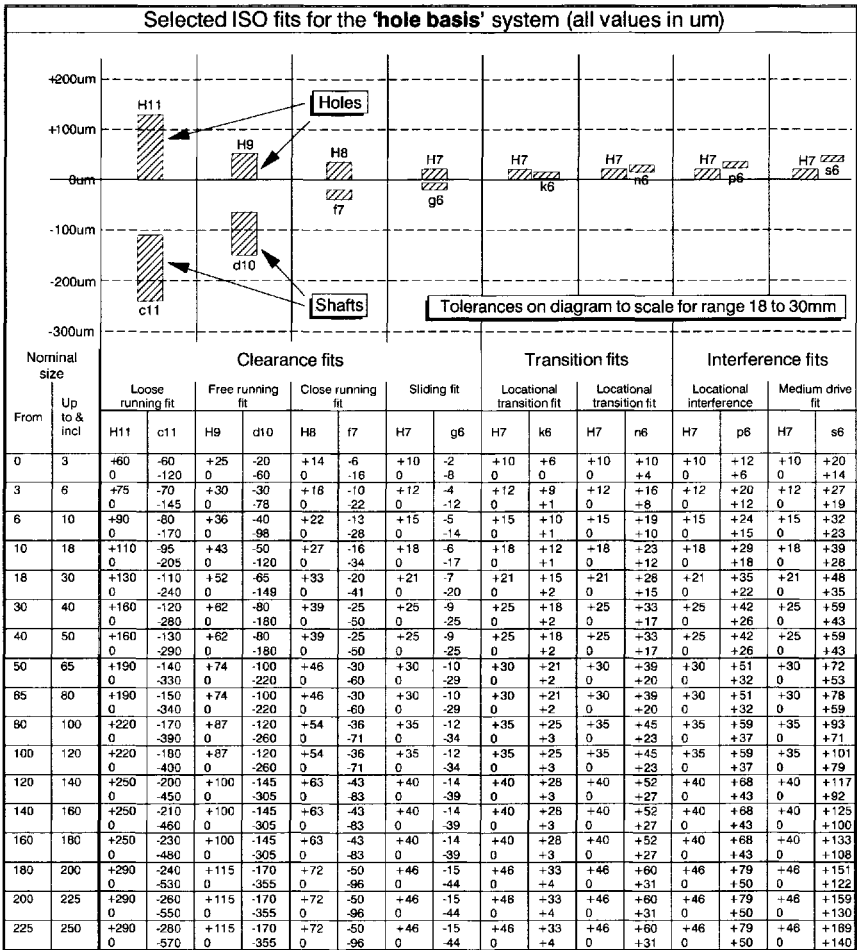 Selected ISO fits for the 'hole basis' system (all values in um)
+200um
H11
Holes
+100um
H9
H8
H7
H7
H7
H7
H7
s6
0um
f7
g6
k6
n6
p6
-100um
d10
-200um
c11
Shafts
Tolerances on diagram to scale for range 18 to 30mm
-300um
Nominal size
Clearance fits
Transition fits
Interference fits
From
Up to & incl
Loose running fit
Free running fit
Close running fit
Sliding fit
Locational transition fit
Locational transition fit
Locational interference
Medium drive fit
H11 c11 H9 d10 H8 f7 H7 g6 H7 k6 H7 n6 H7 p6 H7 s6
0 3 +60 -60 +25 -20 +14 -6 +10 -2 +10 +6 +10 +10 +10 +12 +10 +20
0 -120 0 -60 0 -16 0 -8 0 0 0 +4 0 +6 0 +14
3 6 +75 -70 +30 -30 +18 -10 +12 -4 +12 +9 +12 +16 +12 +20 +12 +27
0 -145 0 -78 0 -22 0 -12 0 +1 0 +8 0 +12 0 +19
6 10 +90 -80 +36 -40 +22 -13 +15 -5 +15 +10 +15 +19 +15 +24 +15 +32
0 -170 0 -98 0 -28 0 -14 0 +1 0 +10 0 +15 0 +23
10 18 +110 -95 +43 -50 +27 -16 +18 -6 +18 +12 +18 +23 +18 +29 +18 +39
0 -205 0 -120 0 -34 0 -17 0 +1 0 +12 0 +18 0 +28
18 30 +130 -110 +52 -65 +33 -20 +21 -7 +21 +15 +21 +28 +21 +35 +21 +48
0 -240 0 -149 0 -41 0 -20 0 +2 0 +15 0 +22 0 +35
30 40 +160 -120 +62 -80 +39 -25 +25 -9 +25 +18 +25 +33 +25 +42 +25 +59
0 -280 0 -180 0 -50 0 -25 0 +2 0 +17 0 +26 0 +43
40 50 +160 -130 +62 -80 +39 -25 +25 -9 +25 +18 +25 +33 +25 +42 +25 +59
0 -290 0 -180 0 -50 0 -25 0 +2 0 +17 0 +26 0 +43
50 65 +190 -140 +74 -100 +46 -30 +30 -10 +30 +21 +30 +39 +30 +51 +30 +72
0 -330 0 -220 0 -60 0 -29 0 +2 0 +20 0 +32 0 +53
65 80 +190 -150 +74 -100 +46 -30 +30 -10 +30 +21 +30 +39 +30 +51 +30 +78
0 -340 0 -220 0 -60 0 -29 0 +2 0 +20 0 +32 0 +59
80 100 +220 -170 +87 -120 +54 -36 +35 -12 +35 +25 +35 +45 +35 +59 +35 +93
0 -390 0 -260 0 -71 0 -34 0 +3 0 +23 0 +37 0 +71
100 120 +220 -180 +87 -120 +54 -36 +35 -12 +35 +25 +35 +45 +35 +59 +35 +101
0 -400 0 -260 0 -71 0 -34 0 +3 0 +23 0 +37 0 +79
120 140 +250 -200 +100 -145 +63 -43 +40 -14 +40 +28 +40 +52 +40 +68 +40 +117
0 -450 0 -305 0 -83 0 -39 0 +3 0 +27 0 +43 0 +92
140 160 +250 -210 +100 -145 +63 -43 +40 -14 +40 +28 +40 +52 +40 +68 +40 +125
0 -460 0 -305 0 -83 0 -39 0 +3 0 +27 0 +43 0 +100
160 180 +250 -230 +100 -145 +63 -43 +40 -14 +40 +28 +40 +52 +40 +68 +40 +133
0 -480 0 -305 0 -83 0 -39 0 +3 0 +27 0 +43 0 +108
180 200 +290 -240 +115 -170 +72 -50 +46 -15 +46 +33 +46 +60 +46 +79 +46 +151
0 -530 0 -355 0 -96 0 -44 0 +4 0 +31 0 +50 0 +122
200 225 +290 -260 +115 -170 +72 -50 +46 -15 +46 +33 +46 +60 +46 +79 +46 +159
0 -550 0 -355 0 -96 0 -44 0 +4 0 +31 0 +50 0 +130
225 250 +290 -280 +115 -170 +72 -50 +46 -15 +46 +33 +46 +60 +46 +79 +46 +169
0 -570 0 -355 0 -96 0 -44 0 +4 0 +31 0 +50 0 +149